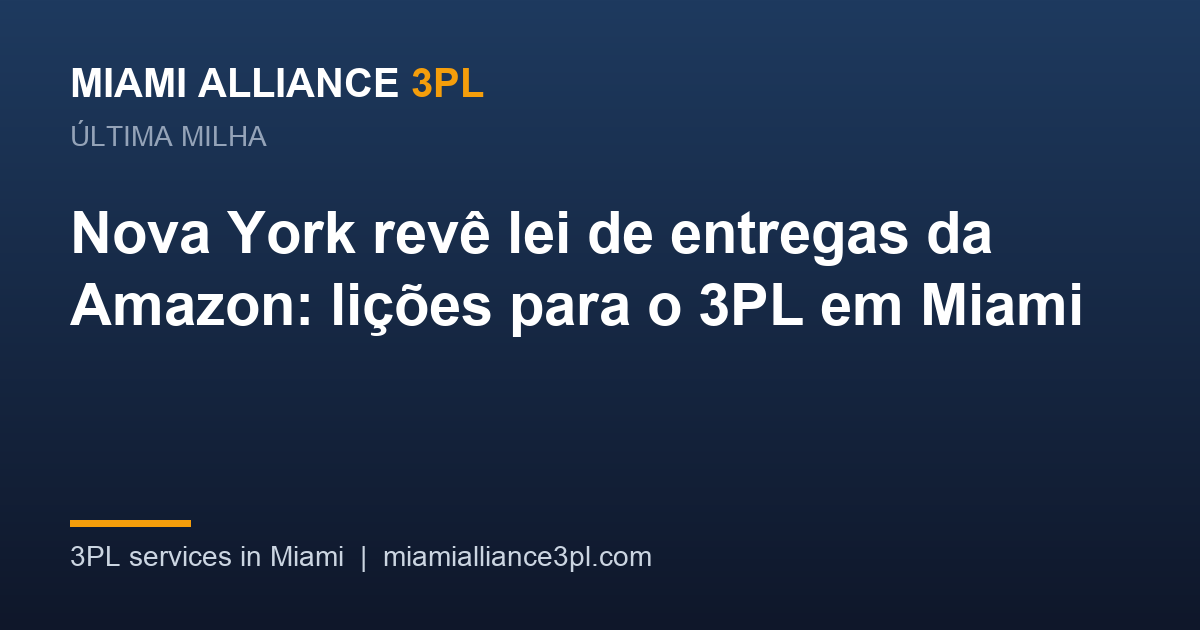 MIAMI ALLIANCE 3PL
ÚLTIMA MILHA
Nova York revê lei de entregas da
Amazon: lições para o 3PL em Miami
3PL services in Miami | miamialliance3pl.com